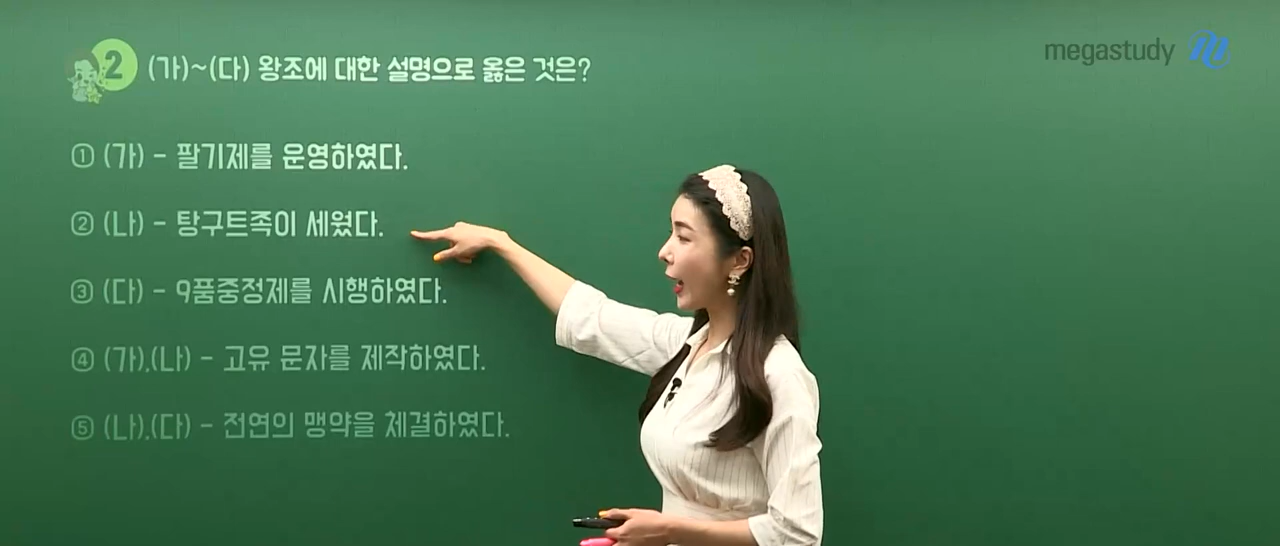 2 (가)~(다) 왕조에 대한 설명으로 옳은 것은?
megastudy
① (가) - 팔기제를 운영하였다.
② (나) - 탕구트족이 세웠다.
③ (다) - 9품중정제를 시행하였다.
④ (가).(나) - 고유 문자를 제작하였다.
⑤ (나).(다) - 전연의 맹약을 체결하였다.